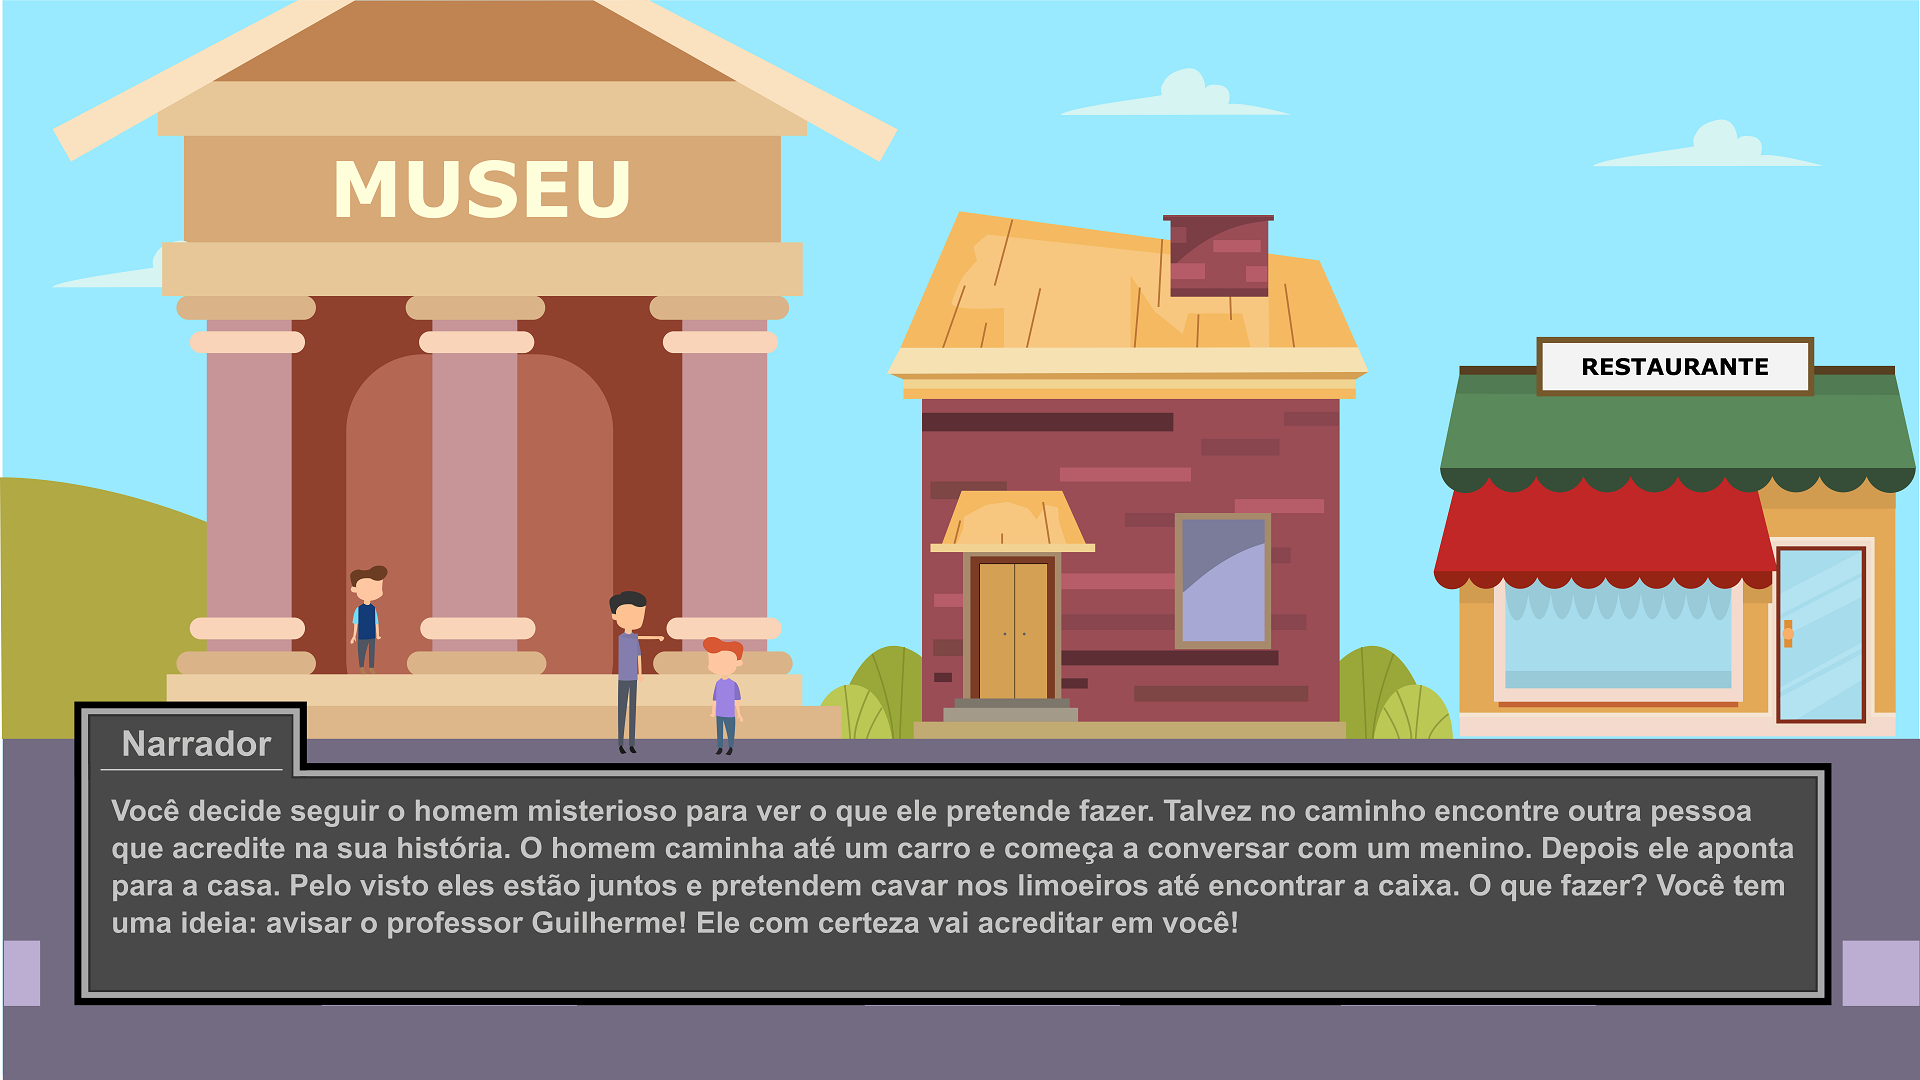 MUSEU
RESTAURANTE
Narrador
Você decide seguir o homem misterioso para ver o que ele pretende fazer. Talvez no caminho encontre outra pessoa
que acredite na sua história. O homem caminha até um carro e começa a conversar com um menino. Depois ele aponta
para a casa. Pelo visto eles estão juntos e pretendem cavar nos limoeiros até encontrar a caixa. O que fazer? Você tem
uma ideia: avisar o professor Guilherme! Ele com certeza vai acreditar em você!